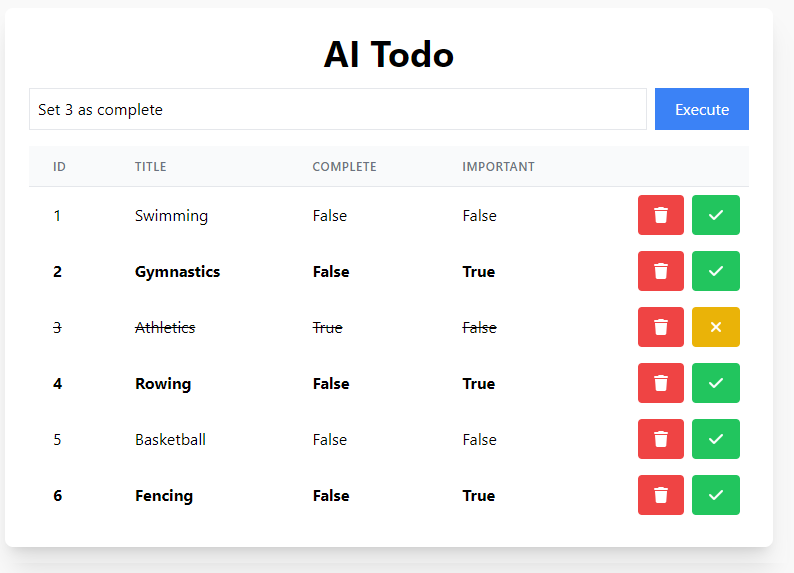 AI Todo
Set 3 as complete Execute
ID TITLE COMPLETE IMPORTANT
1 Swimming False False
2 Gymnastics False True
3 Athletics True False
4 Rowing False True
5 Basketball False False
6 Fencing False True